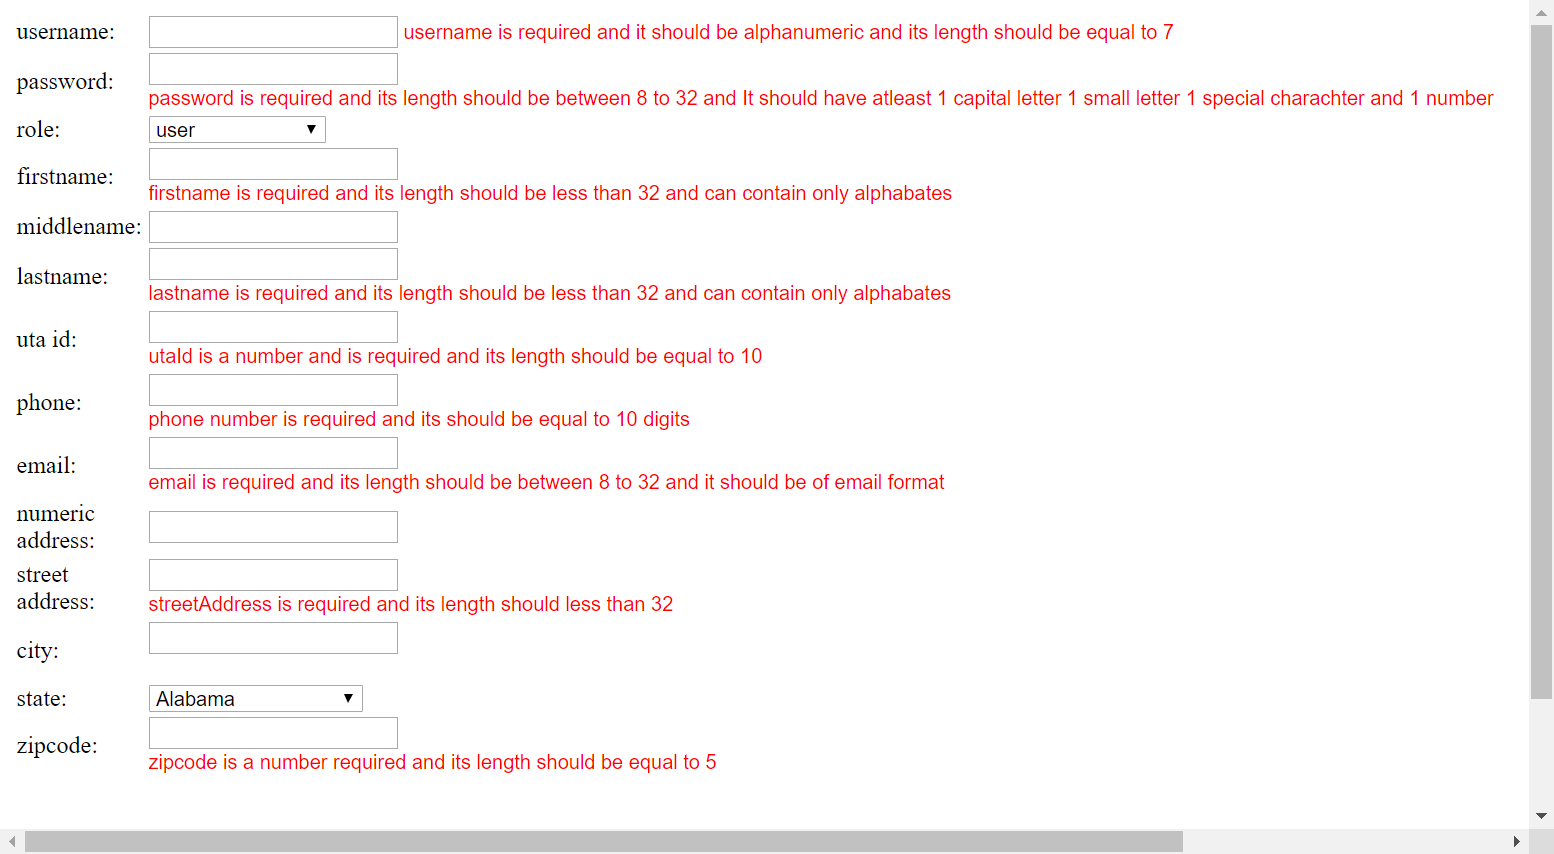 username: username is required and it should be alphanumeric and its length should be equal to 7
password:
password is required and its length should be between 8 to 32 and It should have atleast 1 capital letter 1 small letter 1 special charachter and 1 number
role: user
firstname:
firstname is required and its length should be less than 32 and can contain only alphabates
middlename:
lastname:
lastname is required and its length should be less than 32 and can contain only alphabates
uta id:
utaId is a number and is required and its length should be equal to 10
phone:
phone number is required and its should be equal to 10 digits
email:
email is required and its length should be between 8 to 32 and it should be of email format
numeric
address:
street
address:
streetAddress is required and its length should less than 32
city:
state: Alabama
zipcode:
zipcode is a number required and its length should be equal to 5